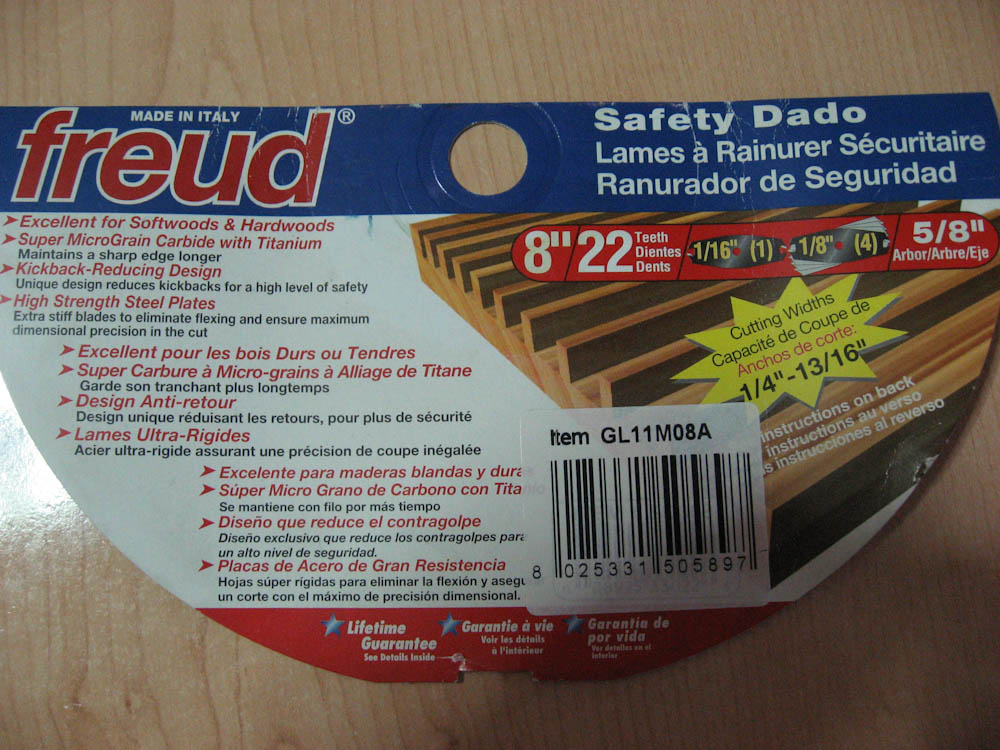 MADE IN ITALY
freud®
Safety Dado
Lames à Rainurer Sécuritaire
Ranurador de Seguridad
➤Excellent for Softwoods & Hardwoods
➤Super MicroGrain Carbide with Titanium
Maintains a sharp edge longer
➤Kickback-Reducing Design
Unique design reduces kickbacks for a high level of safety
➤High Strength Steel Plates
Extra stiff blades to eliminate flexing and ensure maximum
dimensional precision in the cut
8" 22 Teeth
Dientes
Dents
1/16" (1) 1/8" (4)
5/8"
Arbor/Arbre/Eje
Cutting Widths
Capacité de Coupe de
Anchos de corte:
1/4"-13/16"
instructions on back
instructions au verso
instrucciones al reverso
➤Excellent pour les bois Durs ou Tendres
➤Super Carbure à Micro-grains à Alliage de Titane
Garde son tranchant plus longtemps
➤Design Anti-retour
Design unique réduisant les retours, pour plus de sécurité
➤Lames Ultra-Rigides
Acier ultra-rigide assurant une précision de coupe inégalée
➤Excelente para maderas blandas y dura
➤Súper Micro Grano de Carbono con Titanio
Se mantiene con filo por más tiempo
➤Diseño que reduce el contragolpe
Diseño exclusivo que reduce los contragolpes para
un alto nivel de seguridad.
➤Placas de Acero de Gran Resistencia
Hojas súper rígidas para eliminar la flexión y asegu
un corte con el máximo de precisión dimensional.
Item GL11M08A
8 025331 505897
Lifetime
Guarantee
See Details Inside
Garantie à vie
Voir les détails
à l'intérieur
Garantía de
por vida
Ver detalles en el
interior